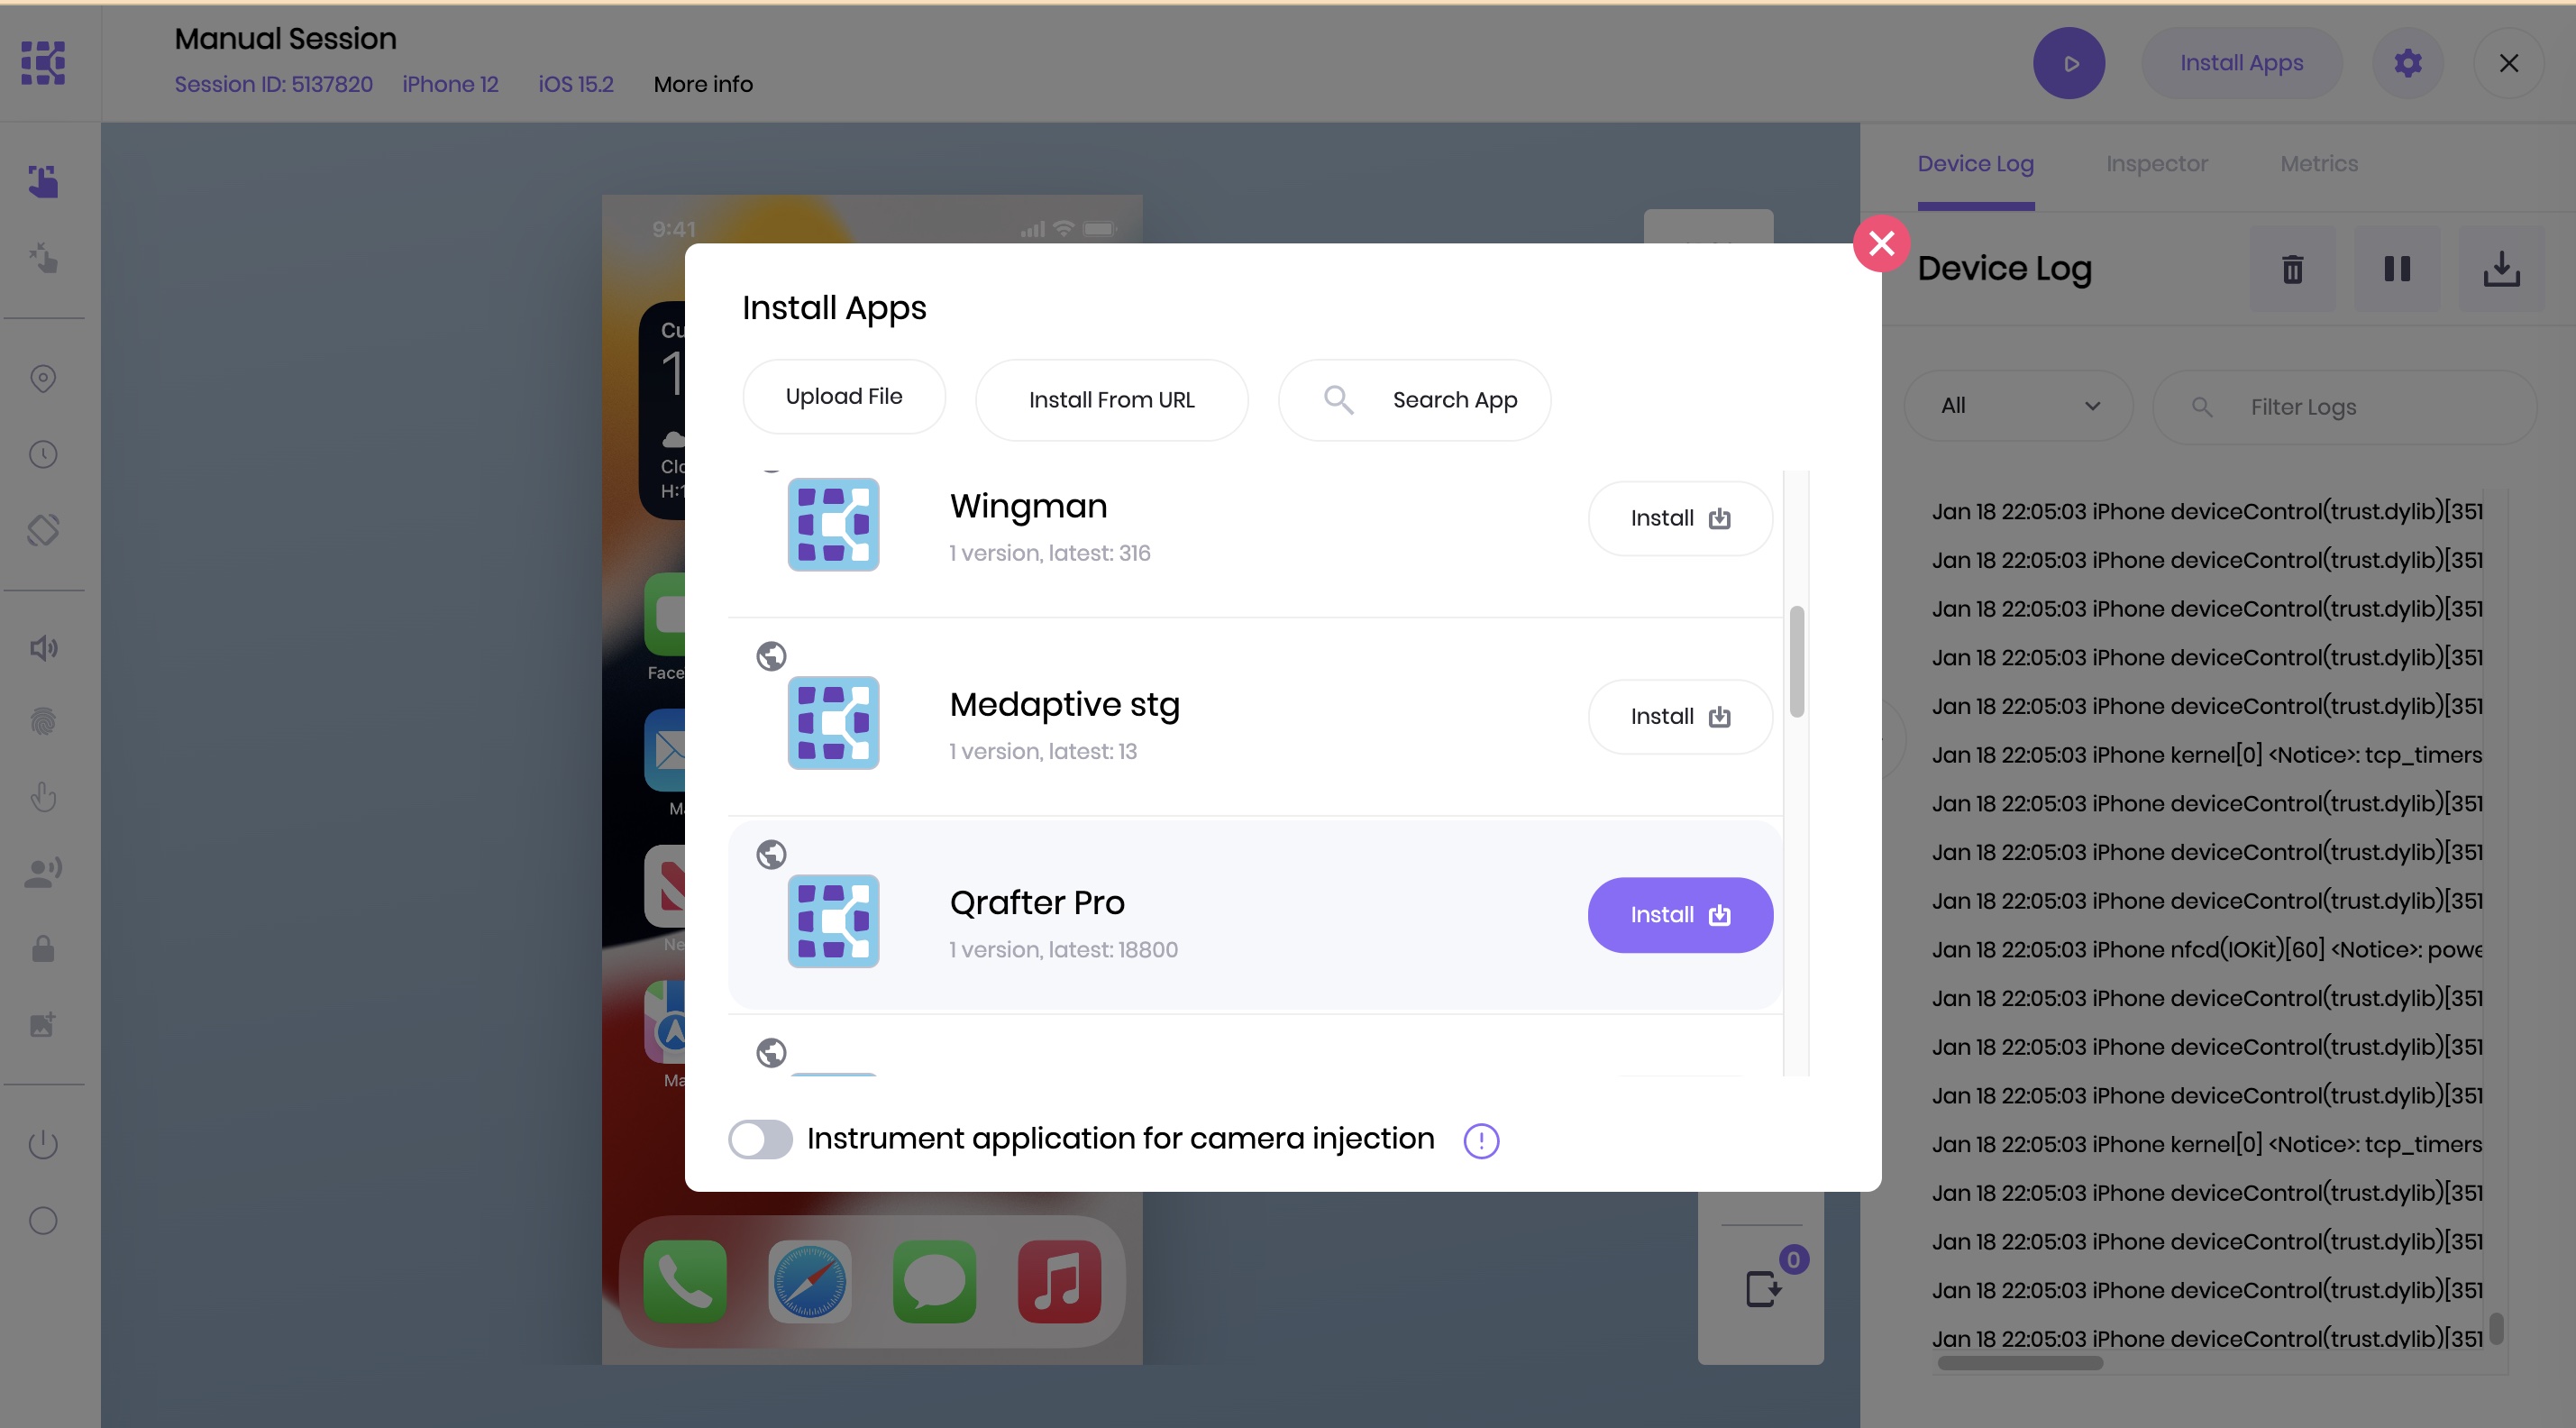 Manual Session
Session ID: 5137820 iPhone 12 iOS 15.2 More info
Install Apps
Device Log Inspector Metrics
9:41
Device Log
Install Apps
Upload File Install From URL Search App
All Filter Logs
Cu
1
Clo
H:1
Wingman
1 version, latest: 316
Install
Medaptive stg
1 version, latest: 13
Install
Qrafter Pro
1 version, latest: 18800
Install
Instrument application for camera injection
Face
Ma
Ne
Ma
0
Jan 18 22:05:03 iPhone deviceControl(trust.dylib)[351
Jan 18 22:05:03 iPhone deviceControl(trust.dylib)[351
Jan 18 22:05:03 iPhone deviceControl(trust.dylib)[351
Jan 18 22:05:03 iPhone deviceControl(trust.dylib)[351
Jan 18 22:05:03 iPhone deviceControl(trust.dylib)[351
Jan 18 22:05:03 iPhone kernel[0] <Notice>: tcp_timers
Jan 18 22:05:03 iPhone deviceControl(trust.dylib)[351
Jan 18 22:05:03 iPhone deviceControl(trust.dylib)[351
Jan 18 22:05:03 iPhone deviceControl(trust.dylib)[351
Jan 18 22:05:03 iPhone nfcd(IOKit)[60] <Notice>: powe
Jan 18 22:05:03 iPhone deviceControl(trust.dylib)[351
Jan 18 22:05:03 iPhone deviceControl(trust.dylib)[351
Jan 18 22:05:03 iPhone deviceControl(trust.dylib)[351
Jan 18 22:05:03 iPhone kernel[0] <Notice>: tcp_timers
Jan 18 22:05:03 iPhone deviceControl(trust.dylib)[351
Jan 18 22:05:03 iPhone deviceControl(trust.dylib)[351
Jan 18 22:05:03 iPhone deviceControl(trust.dylib)[351
Jan 18 22:05:03 iPhone deviceControl(trust.dylib)[351